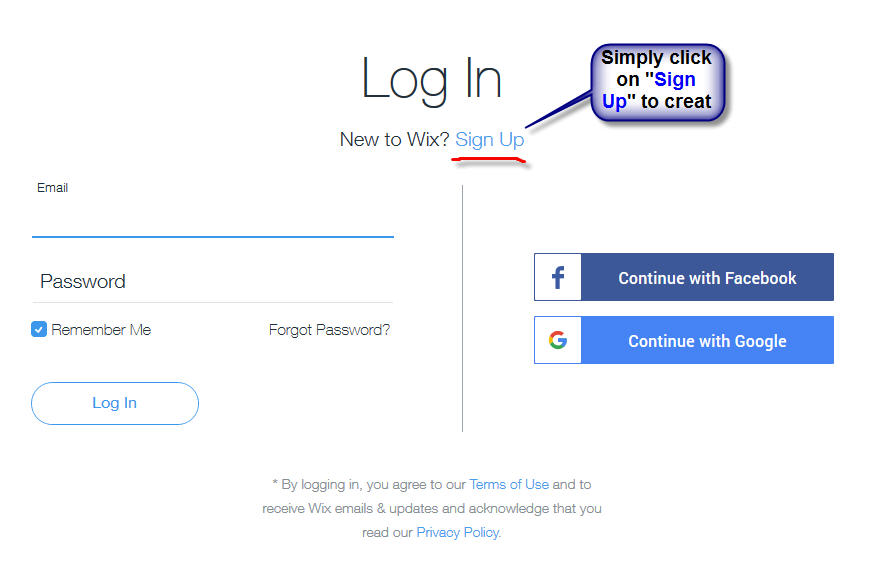 Log In
Simply click
on "Sign
Up" to creat
New to Wix? Sign Up
Email
Password
Remember Me
Forgot Password?
Log In
Continue with Facebook
Continue with Google
* By logging in, you agree to our Terms of Use and to
receive Wix emails & updates and acknowledge that you
read our Privacy Policy.